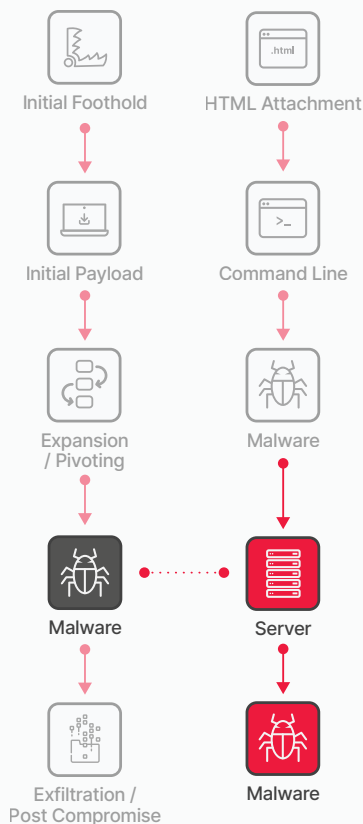 .html
Initial Foothold
HTML Attachment
>_
Initial Payload
Command Line
Expansion
/ Pivoting
Malware
Malware
Server
Exfiltration /
Post Compromise
Malware